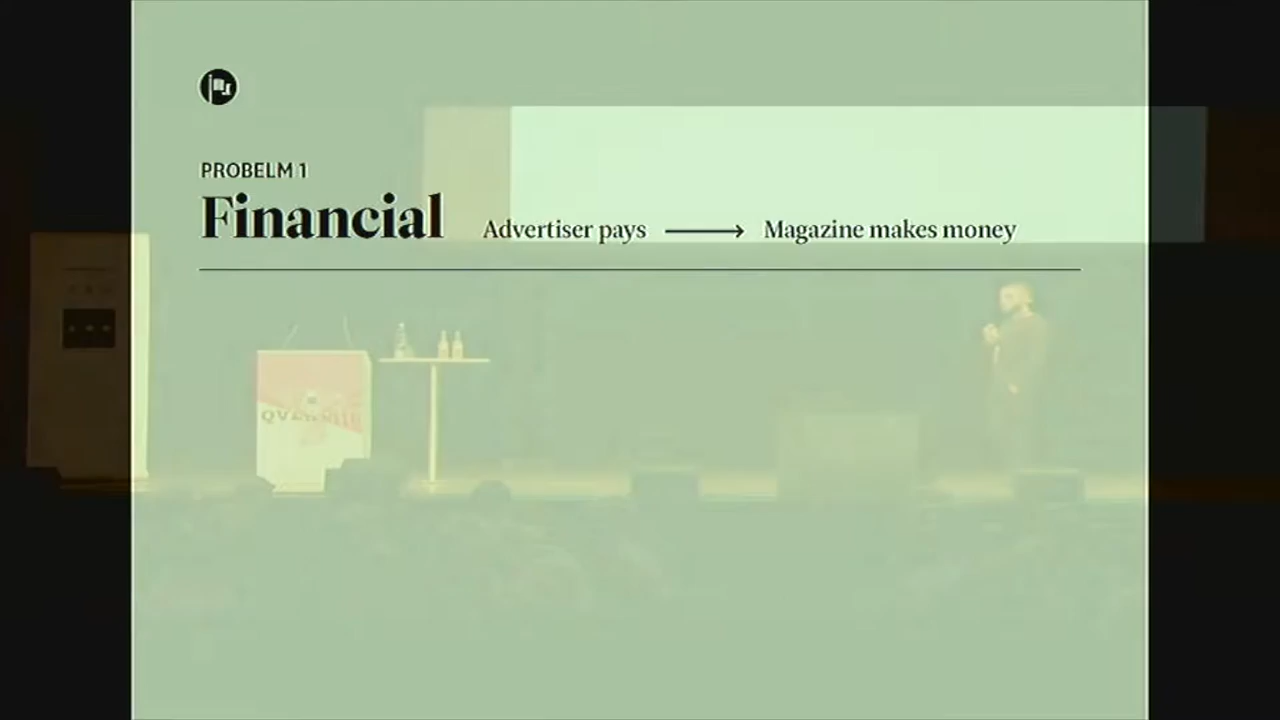 PROBELM 1
Financial Advertiser pays → Magazine makes money